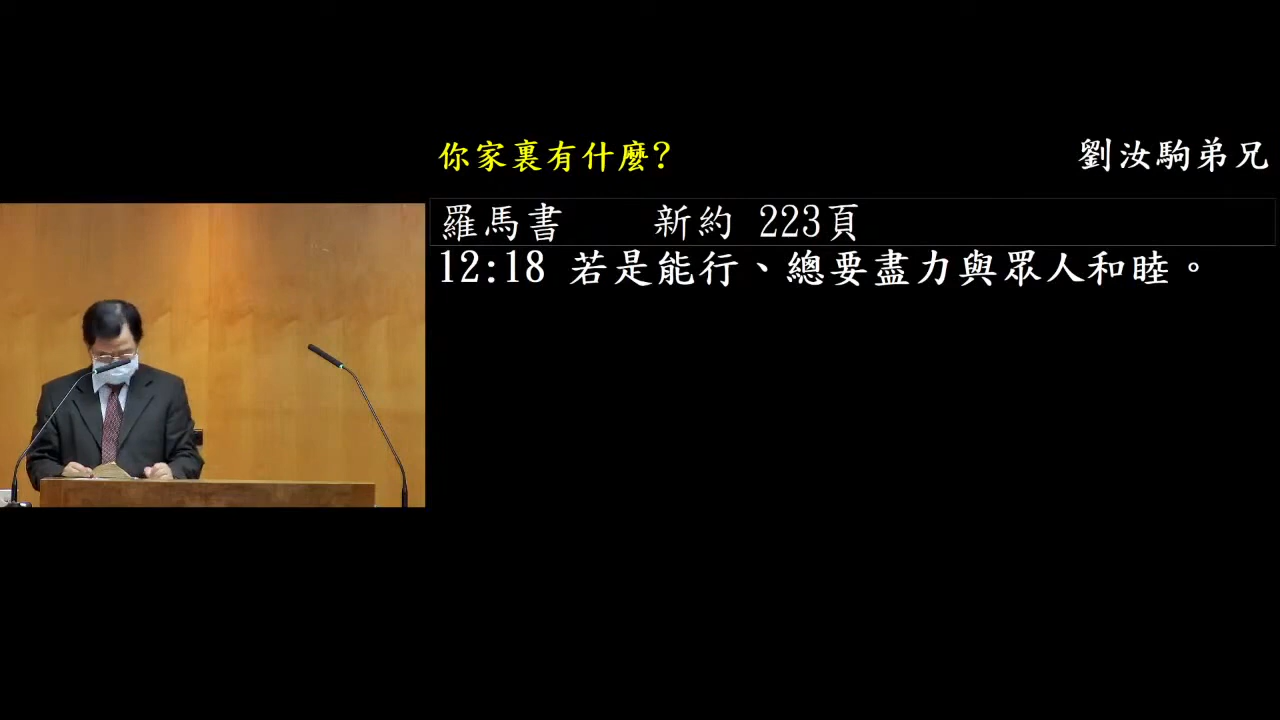 你家裏有什麼?
劉汝駒弟兄
羅馬書 新約 223頁
12:18 若是能行、總要盡力與眾人和睦。